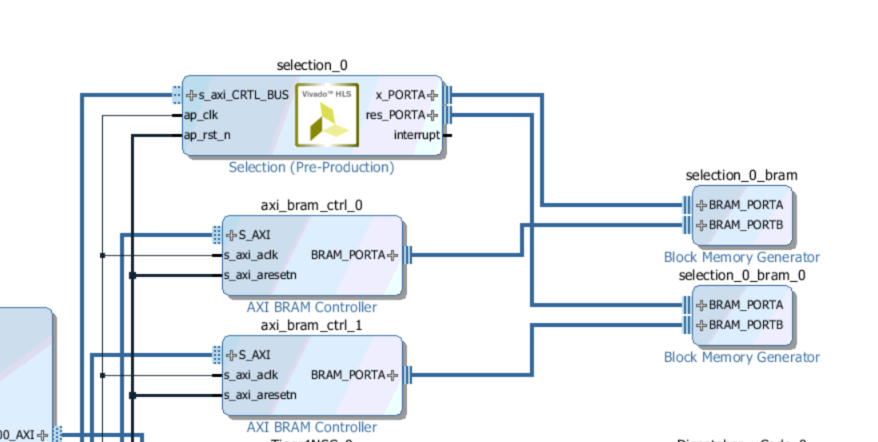 selection_0
s_axi_CRTL_BUS
ap_clk
ap_rst_n
Vivado™ HLS
x_PORTA
res_PORTA
interrupt
Selection (Pre-Production)
axi_bram_ctrl_0
S_AXI
s_axi_aclk
s_axi_aresetn
BRAM_PORTA
AXI BRAM Controller
axi_bram_ctrl_1
S_AXI
s_axi_aclk
s_axi_aresetn
BRAM_PORTA
AXI BRAM Controller
selection_0_bram
BRAM_PORTA
BRAM_PORTB
Block Memory Generator
selection_0_bram_0
BRAM_PORTA
BRAM_PORTB
Block Memory Generator
00_AXI